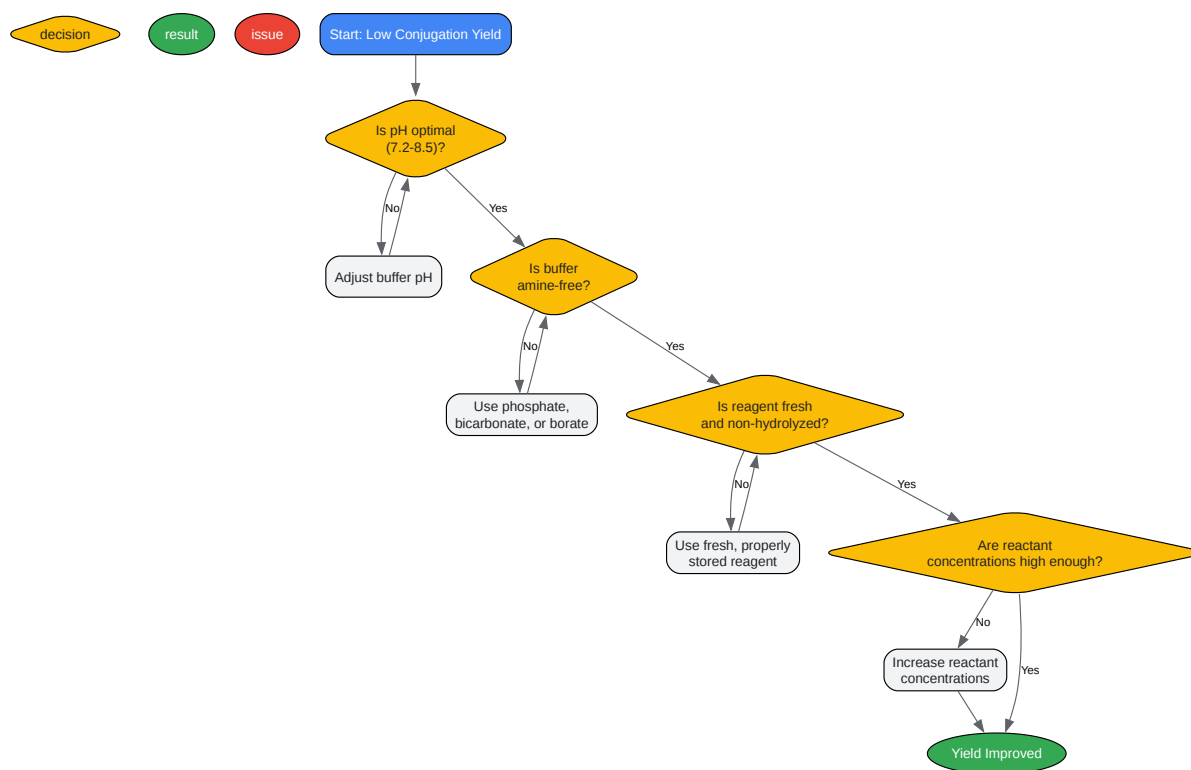 decision
result
issue
Start: Low Conjugation Yield
Is pH optimal
(7.2-8.5)?
No
Yes
Adjust buffer pH
Is buffer
amine-free?
No
Yes
Use phosphate,
bicarbonate, or borate
Is reagent fresh
and non-hydrolyzed?
No
Yes
Use fresh, properly
stored reagent
Are reactant
concentrations high enough?
No
Yes
Increase reactant
concentrations
Yield Improved